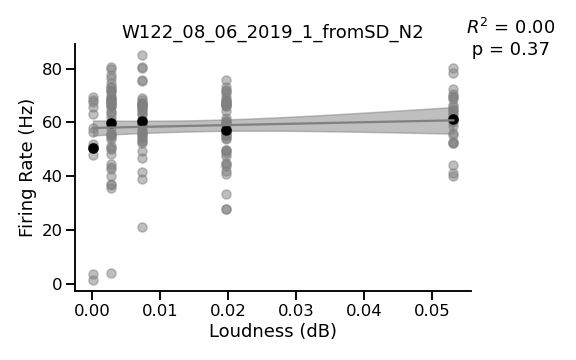 W122_08_06_2019_1_fromSD_N2
R² = 0.00
p = 0.37
Firing Rate (Hz)
80
60
40
20
0
0.00 0.01 0.02 0.03 0.04 0.05
Loudness (dB)